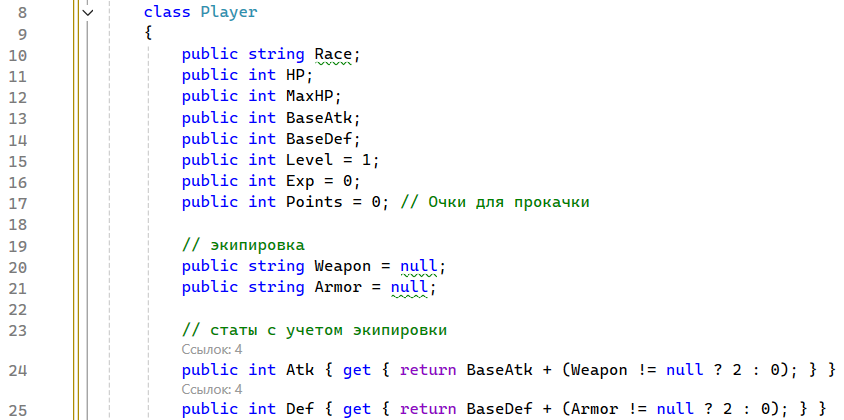 8 class Player
9 {
10 public string Race;
11 public int HP;
12 public int MaxHP;
13 public int BaseAtk;
14 public int BaseDef;
15 public int Level = 1;
16 public int Exp = 0;
17 public int Points = 0; // Очки для прокачки
18
19 // экипировка
20 public string Weapon = null;
21 public string Armor = null;
22
23 // статы с учетом экипировки
Ссылок: 4
24 public int Atk { get { return BaseAtk + (Weapon != null ? 2 : 0); } }
Ссылок: 4
25 public int Def { get { return BaseDef + (Armor != null ? 2 : 0); } }